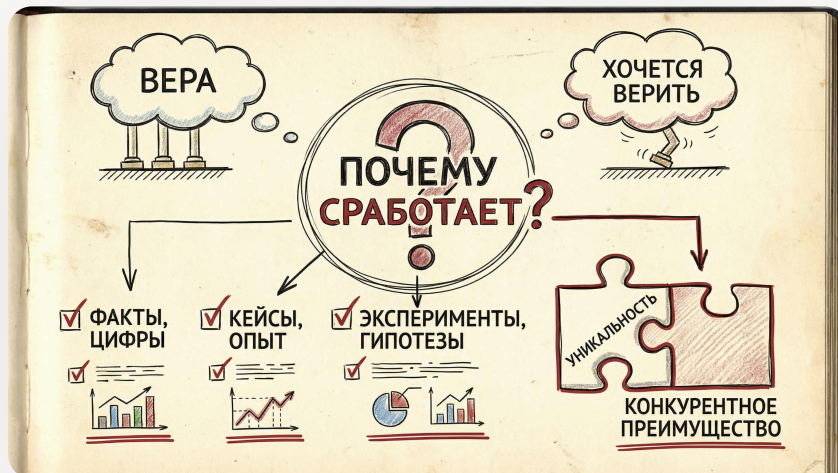 ВЕРА
ХОЧЕТСЯ
ВЕРИТЬ
ПОЧЕМУ
СРАБОТАЕТ?
ФАКТЫ,
ЦИФРЫ
КЕЙСЫ,
ОПЫТ
ЭКСПЕРИМЕНТЫ,
ГИПОТЕЗЫ
УНИКАЛЬНОСТЬ
КОНКУРЕНТНОЕ
ПРЕИМУЩЕСТВО